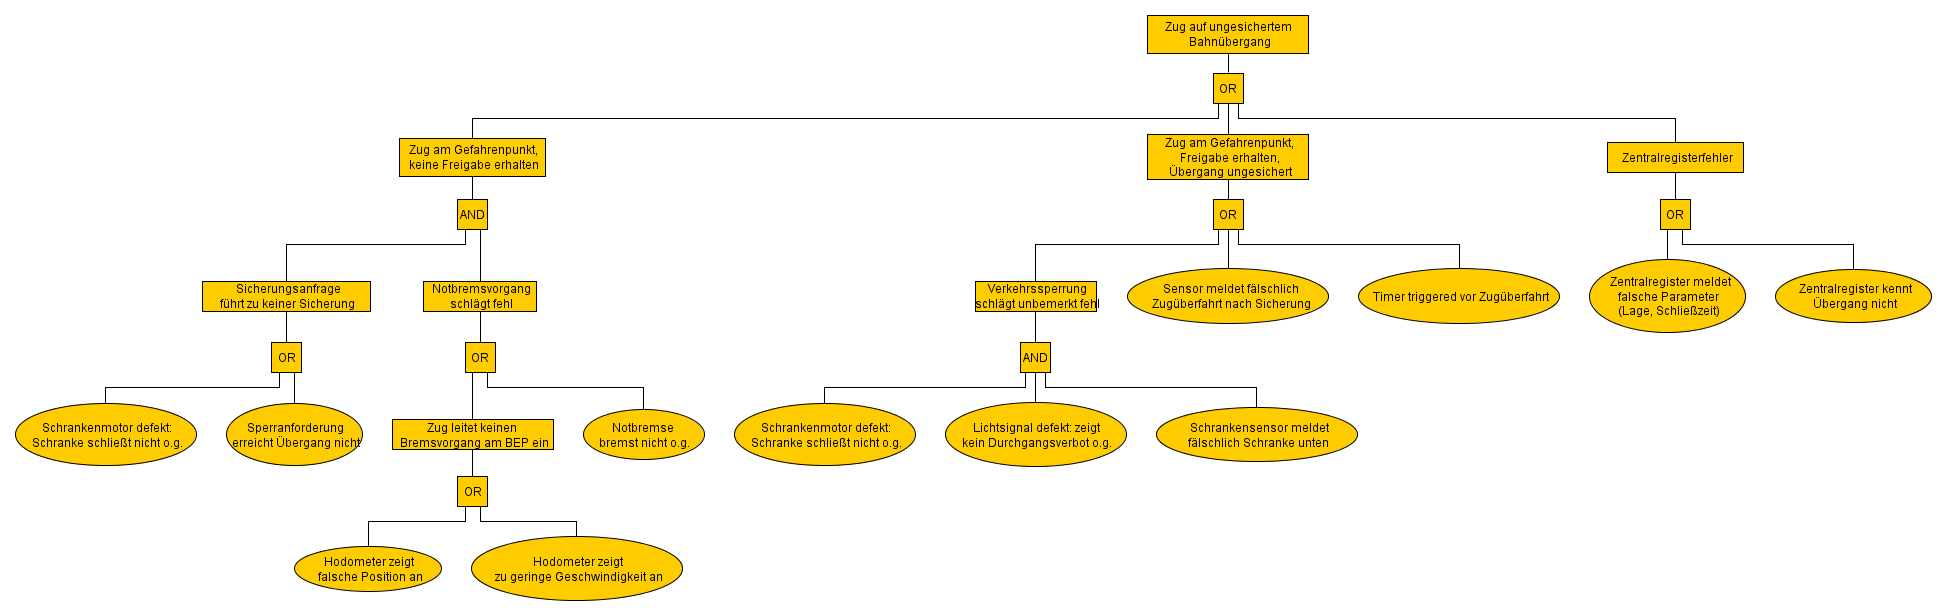 Zug auf ungesichertem
Bahnübergang
OR
Zug am Gefahrenpunkt,
keine Freigabe erhalten
Zug am Gefahrenpunkt,
Freigabe erhalten,
Übergang ungesichert
Zentralregisterfehler
AND
OR
OR
Sicherungsanfrage
führt zu keiner Sicherung
Notbremsvorgang
schlägt fehl
Verkehrssperrung
schlägt unbemerkt fehl
Sensor meldet fälschlich
Zugüberfahrt nach Sicherung
Timer triggered vor Zugüberfahrt
Zentralregister meldet
falsche Parameter
(Lage, Schließzeit)
Zentralregister kennt
Übergang nicht
OR
OR
AND
Schrankenmotor defekt:
Schranke schließt nicht o.g.
Sperranforderung
erreicht Übergang nicht
Zug leitet keinen
Bremsvorgang am BEP ein
Notbremse
bremst nicht o.g.
Schrankenmotor defekt:
Schranke schließt nicht o.g.
Lichtsignal defekt: zeigt
kein Durchgangsverbot o.g.
Schrankensensor meldet
fälschlich Schranke unten
OR
Hodometer zeigt
falsche Position an
Hodometer zeigt
zu geringe Geschwindigkeit an